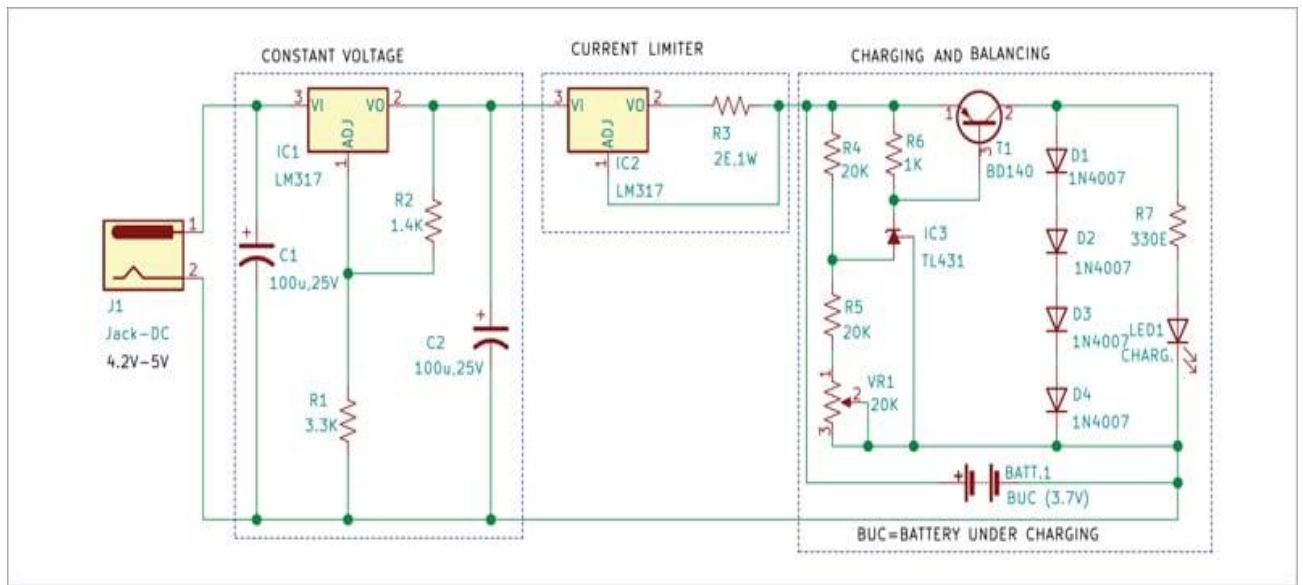 CONSTANT VOLTAGE
CURRENT LIMITER
CHARGING AND BALANCING
3
VI
VO
2
ADJ
1
IC1
LM317
R2
1.4K
+
C1
100u,25V
1
2
J1
Jack-DC
4.2V-5V
R1
3.3K
+
C2
100u,25V
3
VI
VO
2
ADJ
1
IC2
LM317
R3
2E,1W
R4
20K
R6
1K
1
2
3
T1
BD140
IC3
TL431
R5
20K
1
2
3
VR1
20K
D1
1N4007
D2
1N4007
D3
1N4007
D4
1N4007
R7
330E
LED1
CHARG.
+
BATT.1
BUC (3.7V)
BUC=BATTERY UNDER CHARGING